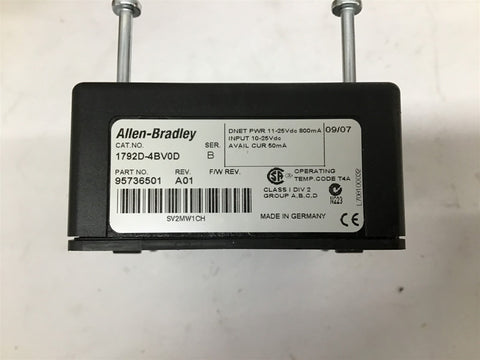 Allen-Bradley
CAT.NO. SER.
1792D-4BV0D B
PART NO. REV. F/W REV.
95736501 A01
SV2MW1CH
DNET PWR 11-25Vdc 800mA
INPUT 10-25Vdc
AVAIL CUR 50mA
09/07
OPERATING
TEMP.CODE T4A
CLASS I DIV 2
GROUP A,B,C,D
N223
MADE IN GERMANY
CE